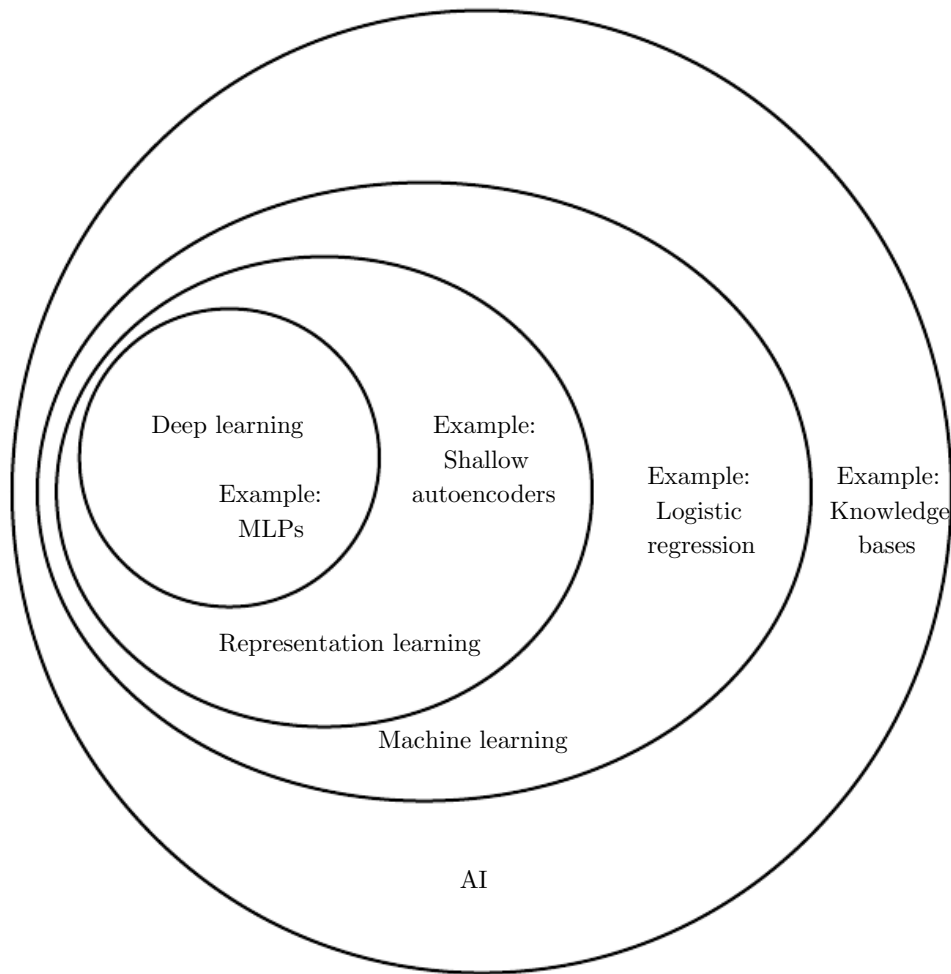 Deep learning
Example:
MLPs
Example:
Shallow
autoencoders
Example:
Logistic
regression
Example:
Knowledge
bases
Representation learning
Machine learning
AI